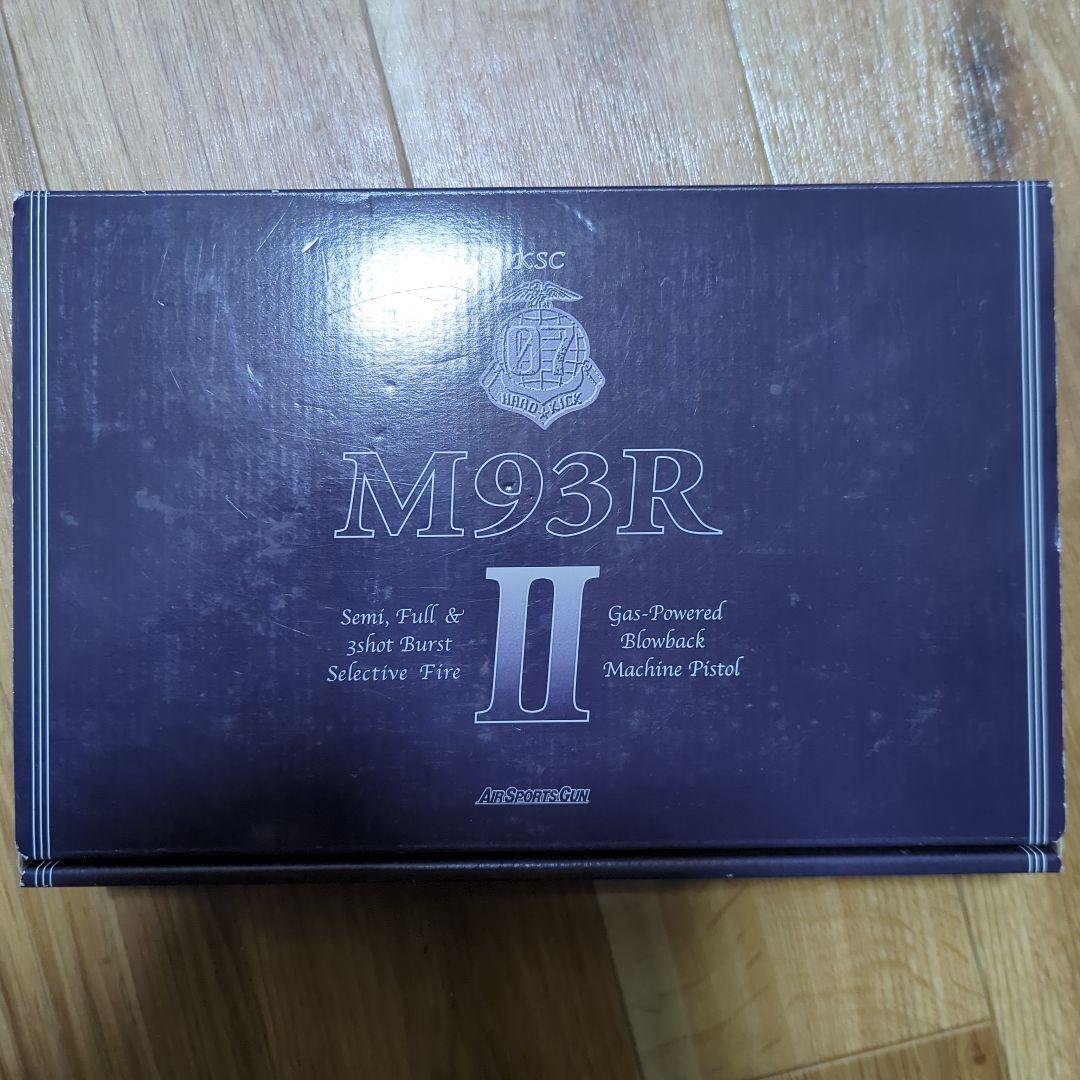 KSC
07
HARD KICK
M93R
II
Semi, Full &
3shot Burst
Selective Fire
Gas-Powered
Blowback
Machine Pistol
AIR SPORTS GUN